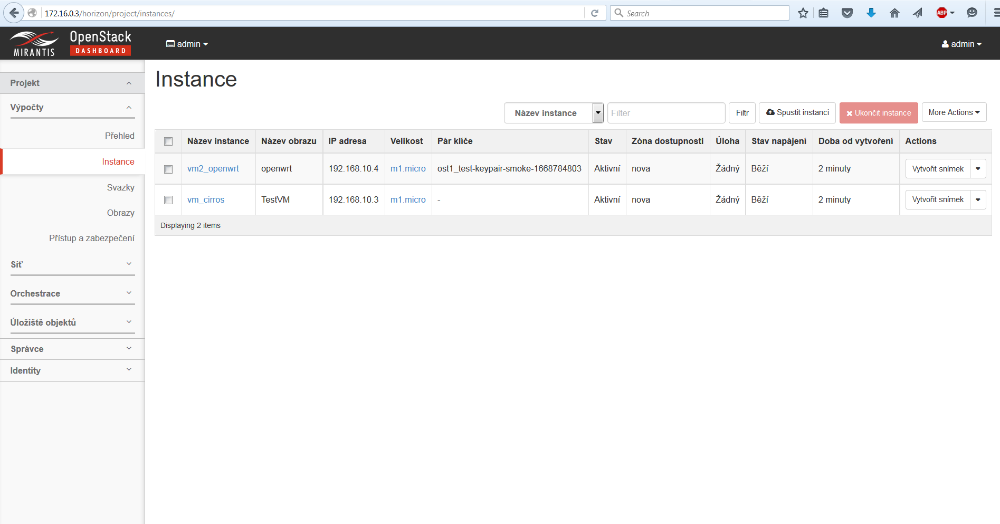 172.16.0.3/horizon/project/instances/
Search
ABP
MIRANTIS
OpenStack
DASHBOARD
admin
admin
Projekt
Výpočty
Přehled
Instance
Svazky
Obrazy
Přístup a zabezpečení
Síť
Orchestrace
Úložiště objektů
Správce
Identity
Instance
Název instance Filter Filtr Spustit instanci Ukončit instance More Actions
Název instance Název obrazu IP adresa Velikost Pár klíče Stav Zóna dostupnosti Úloha Stav napájení Doba od vytvoření Actions
vm2_openwrt openwrt 192.168.10.4 m1.micro ost1_test-keypair-smoke-1668784803 Aktivní nova Žádný Běží 2 minuty Vytvořit snímek
vm_cirros TestVM 192.168.10.3 m1.micro - Aktivní nova Žádný Běží 2 minuty Vytvořit snímek
Displaying 2 items